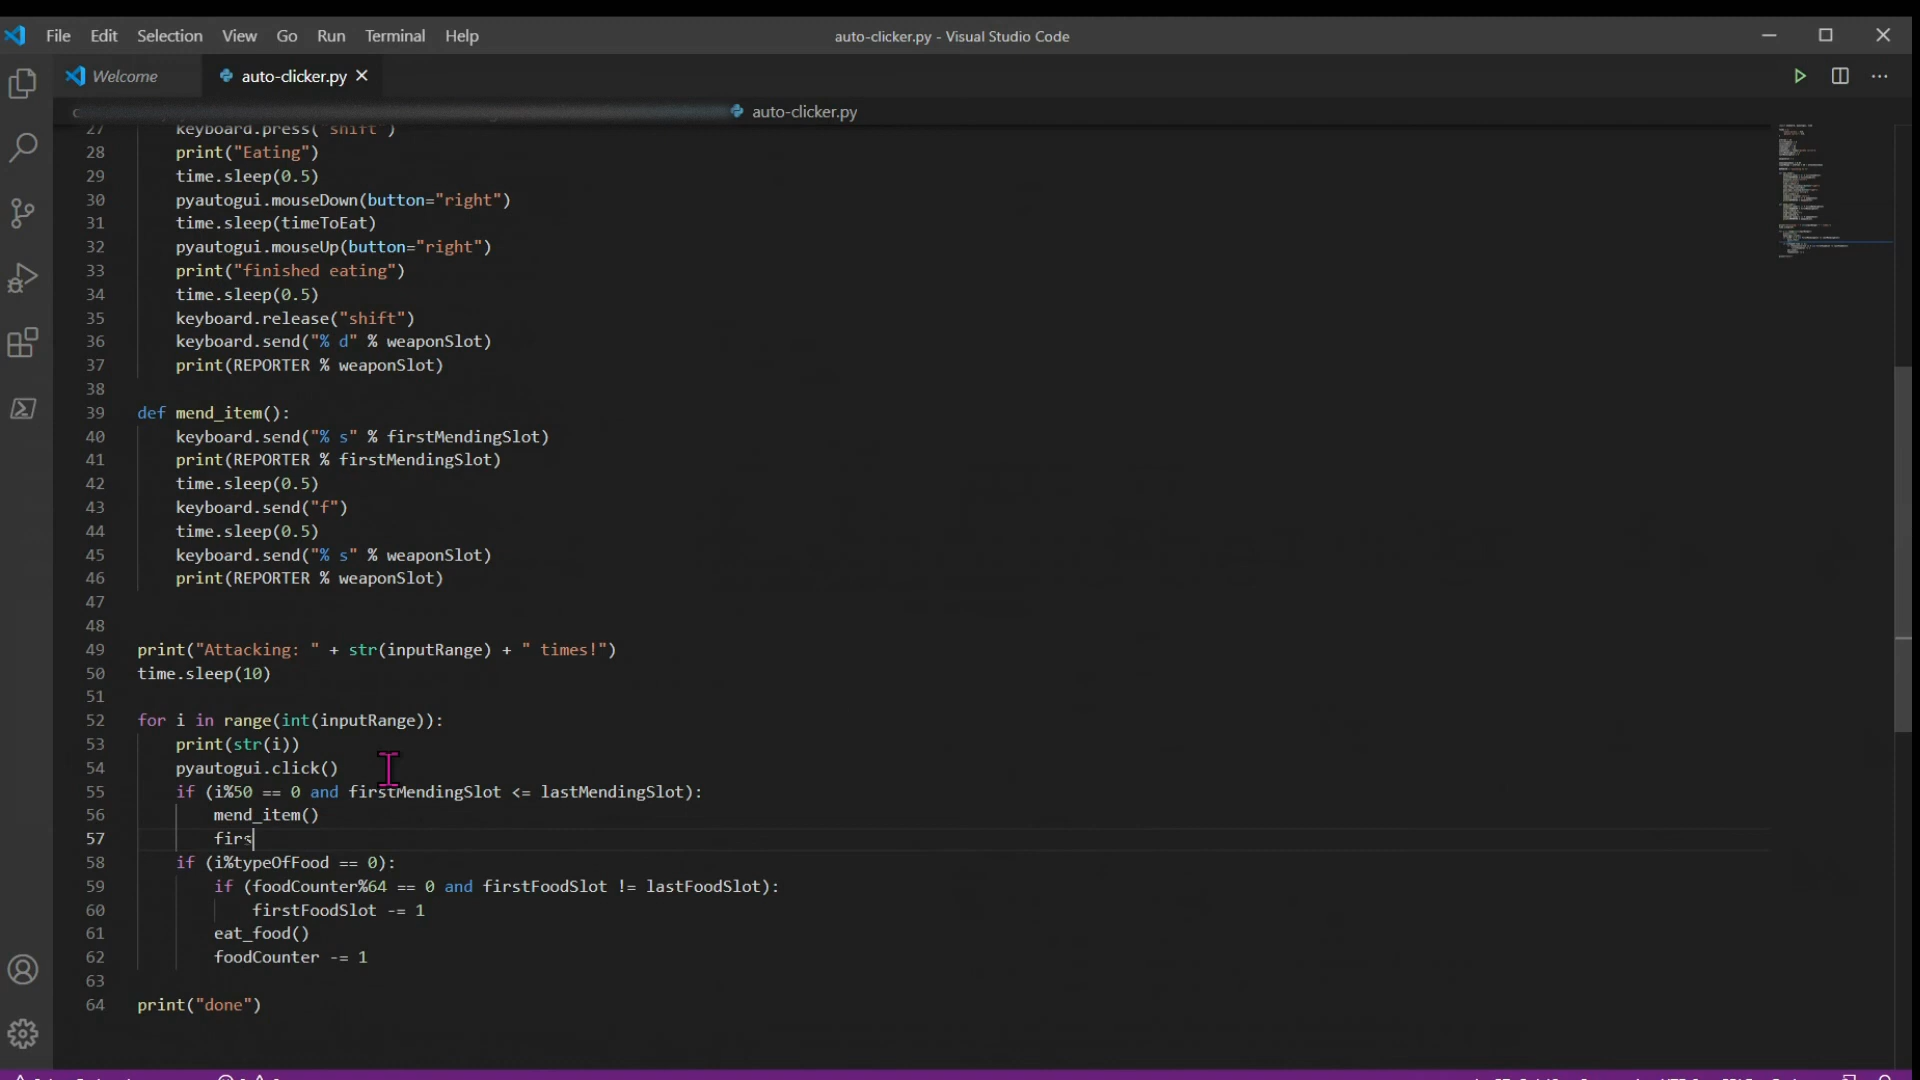 File Edit Selection View Go Run Terminal Help
auto-clicker.py - Visual Studio Code
Welcome
auto-clicker.py
auto-clicker.py
27 keyboard.press("shift")
28 print("Eating")
29 time.sleep(0.5)
30 pyautogui.mouseDown(button="right")
31 time.sleep(timeToEat)
32 pyautogui.mouseUp(button="right")
33 print("finished eating")
34 time.sleep(0.5)
35 keyboard.release("shift")
36 keyboard.send("% d" % weaponSlot)
37 print(REPORTER % weaponSlot)
38
39 def mend_item():
40 keyboard.send("% s" % firstMendingSlot)
41 print(REPORTER % firstMendingSlot)
42 time.sleep(0.5)
43 keyboard.send("f")
44 time.sleep(0.5)
45 keyboard.send("% s" % weaponSlot)
46 print(REPORTER % weaponSlot)
47
48
49 print("Attacking: " + str(inputRange) + " times!")
50 time.sleep(10)
51
52 for i in range(int(inputRange)):
53 print(str(i))
54 pyautogui.click()
55 if (i%50 == 0 and firstMendingSlot <= lastMendingSlot):
56 mend_item()
57 firs
58 if (i%typeOfFood == 0):
59 if (foodCounter%64 == 0 and firstFoodSlot != lastFoodSlot):
60 firstFoodSlot -= 1
61 eat_food()
62 foodCounter -= 1
63
64 print("done")